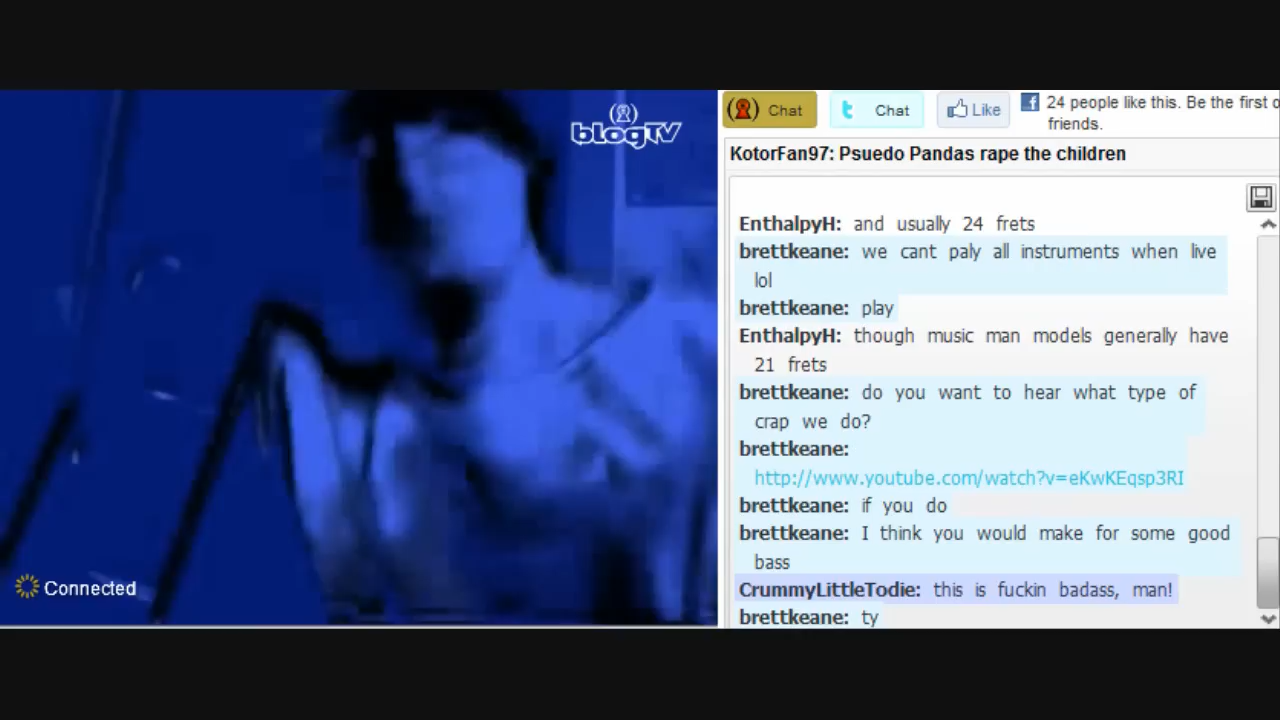 blogTV
Connected
Chat
Chat
Like
24 people like this. Be the first o
friends.
KotorFan97: Psuedo Pandas rape the children
EnthalpyH: and usually 24 frets
brettkeane: we cant paly all instruments when live
lol
brettkeane: play
EnthalpyH: though music man models generally have
21 frets
brettkeane: do you want to hear what type of
crap we do?
brettkeane:
http://www.youtube.com/watch?v=eKwKEqsp3RI
brettkeane: if you do
brettkeane: I think you would make for some good
bass
CrummyLittleTodie: this is fuckin badass, man!
brettkeane: ty